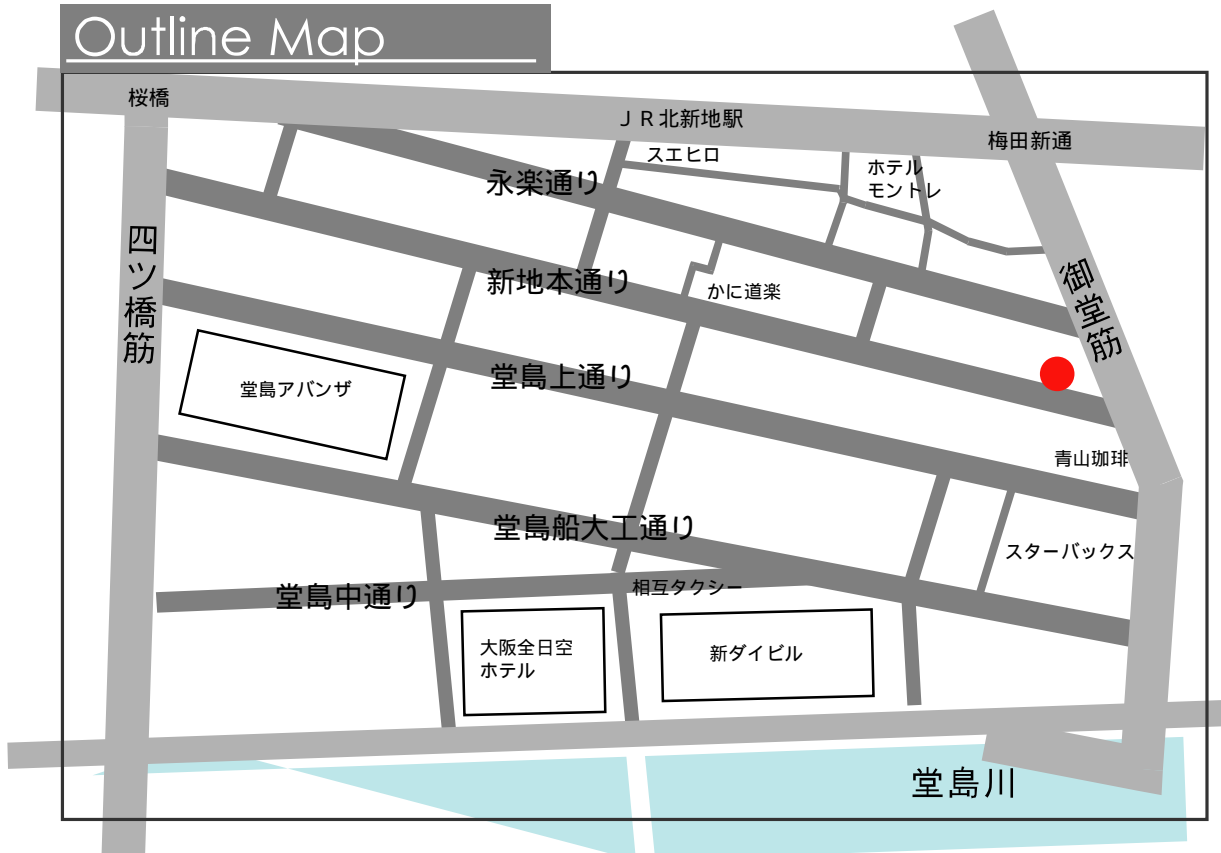 Outline Map
桜橋
ＪＲ北新地駅
梅田新通
スエヒロ
ホテル
モントレ
永楽通り
四ツ橋筋
新地本通り
かに道楽
御堂筋
堂島上通り
堂島アバンザ
青山珈琲
堂島船大工通り
スターバックス
堂島中通り
相互タクシー
大阪全日空
ホテル
新ダイビル
堂島川